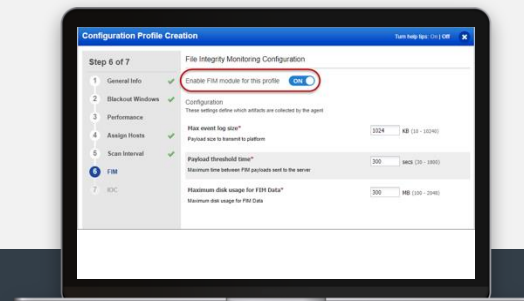 Configuration Profile Creation
Turn help tips: On | Off
Step 6 of 7
File Integrity Monitoring Configuration
1 General Info
Enable FIM module for this profile ON
2 Blackout Windows
Configuration
These settings define which artifacts are collected by the agent
3 Performance
4 Assign Hosts
Max event log size*
1024 KB (10 - 10240)
Payload size to transmit to platform
5 Scan Interval
6 FIM
Payload threshold time*
300 secs (30 - 1800)
Maximum time between FIM payloads sent to the server
7 IOC
Maximum disk usage for FIM Data*
300 MB (100 - 2048)
Maximum disk usage for FIM Data